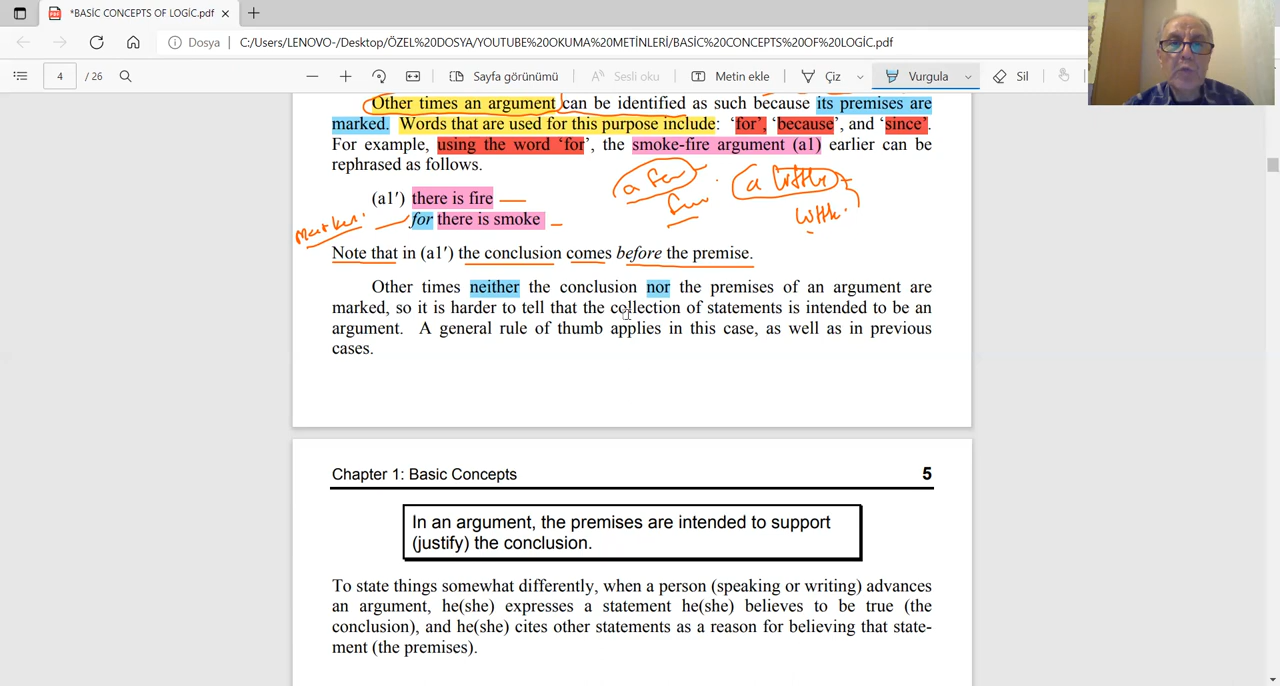 *BASIC CONCEPTS OF LOGİC.pdf
Dosya C:/Users/LENOVO-/Desktop/ÖZEL%20DOSYA/YOUTUBE%20OKUMA%20METİNLERİ/BASİC%20CONCEPTS%20OF%20LOGİC.pdf
4 / 26 Sayfa görünümü Sesli oku Metin ekle Çiz Vurgula Sil
Other times an argument can be identified as such because its premises are
marked. Words that are used for this purpose include: ‘for’, ‘because’, and ‘since’.
For example, using the word ‘for’, the smoke-fire argument (a1) earlier can be
rephrased as follows.
a few a little
(a1′) there is fire
few little
marker. for there is smoke
Note that in (a1′) the conclusion comes before the premise.
Other times neither the conclusion nor the premises of an argument are
marked, so it is harder to tell that the collection of statements is intended to be an
argument. A general rule of thumb applies in this case, as well as in previous
cases.
Chapter 1: Basic Concepts 5
In an argument, the premises are intended to support
(justify) the conclusion.
To state things somewhat differently, when a person (speaking or writing) advances
an argument, he(she) expresses a statement he(she) believes to be true (the
conclusion), and he(she) cites other statements as a reason for believing that state-
ment (the premises).